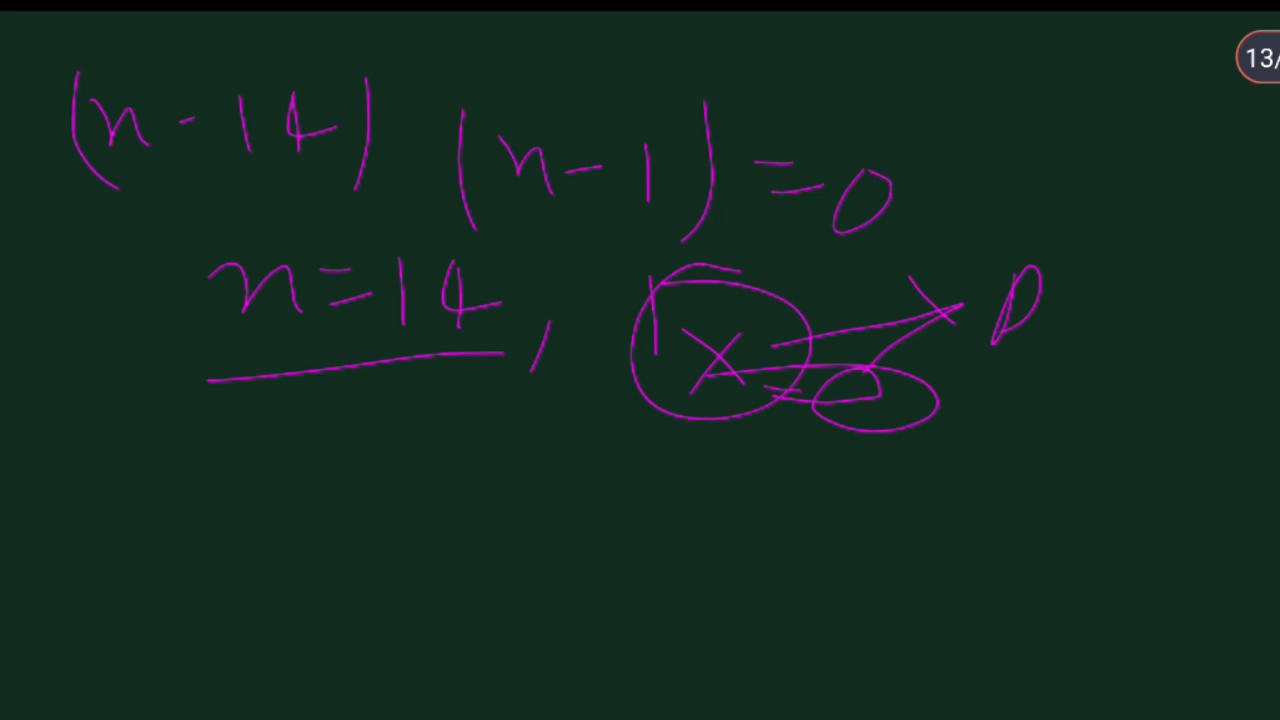 13/
(n-14) (n-1) =0
n=14, 1